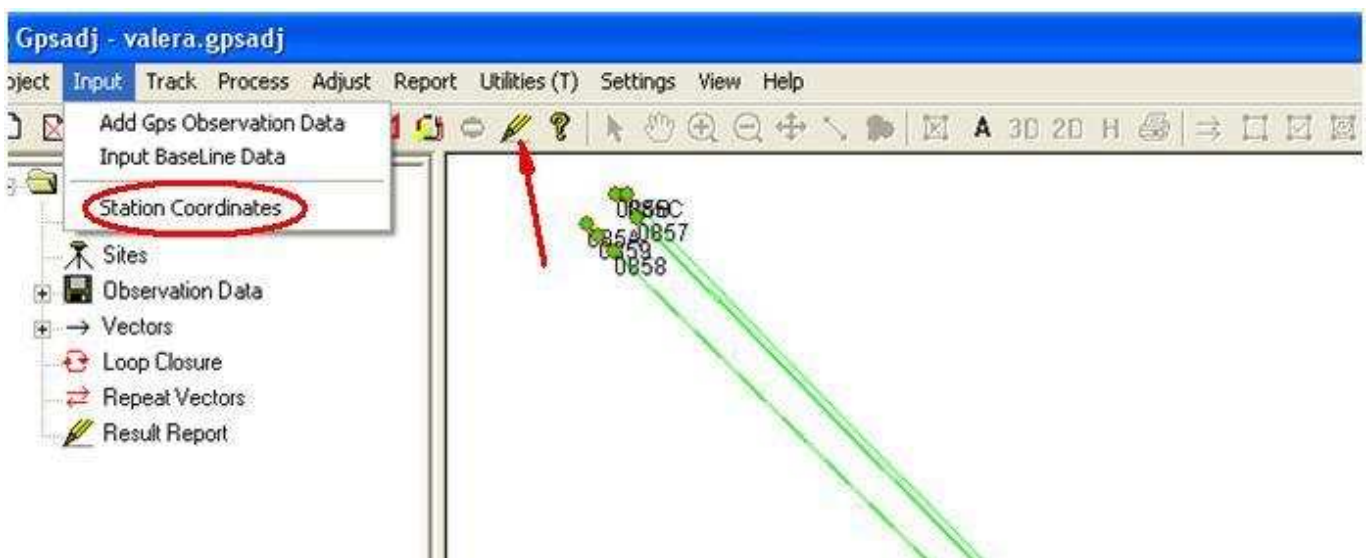 Gpsadj - valera.gpsadj
oject Input Track Process Adjust Report Utilities (T) Settings View Help
Add Gps Observation Data
Input BaseLine Data
Station Coordinates
A 3D 2D H
Sites
Observation Data
Vectors
Loop Closure
Repeat Vectors
Result Report
0857
0858